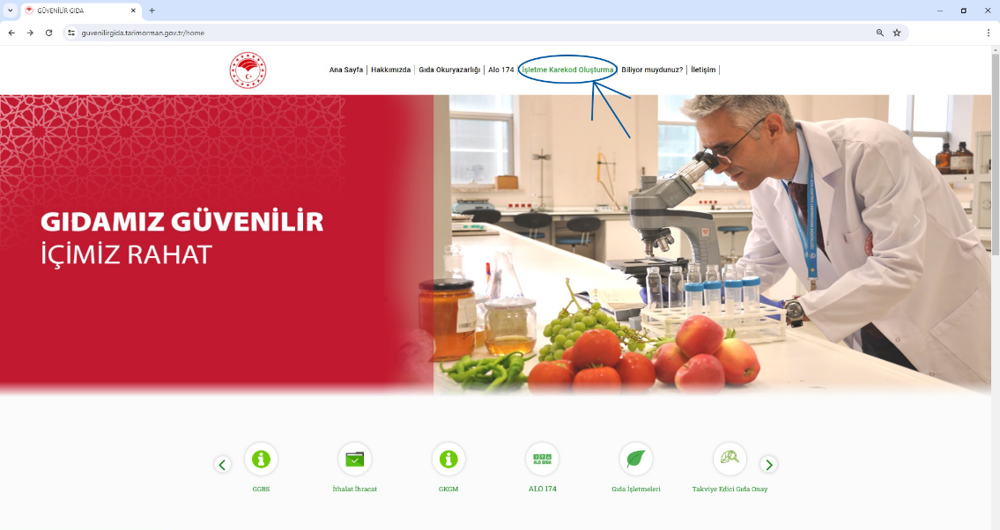 GÜVENİLİR GIDA
guvenilirgida.tarimorman.gov.tr/home
Ana Sayfa | Hakkımızda | Gıda Okuryazarlığı | Alo 174 | İşletme Karekod Oluşturma | Biliyor muydunuz? | İletişim |
GIDAMIZ GÜVENİLİR
İÇİMİZ RAHAT
174
ALO GIDA
GGBS
İthalat İhracat
GKGM
ALO 174
Gıda İşletmeleri
Takviye Edici Gıda Onay